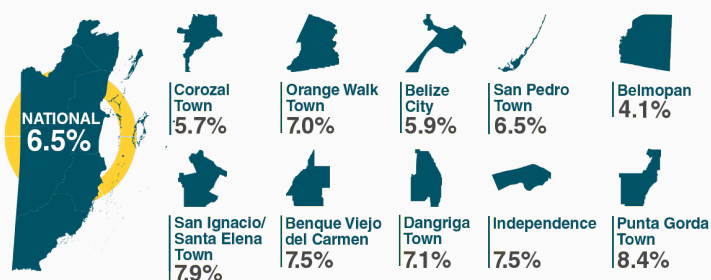 NATIONAL
6.5%
Corozal
Town
5.7%
Orange Walk
Town
7.0%
Belize
City
5.9%
San Pedro
Town
6.5%
Belmopan
4.1%
San Ignacio/
Santa Elena
Town
7.9%
Benque Viejo
del Carmen
7.5%
Dangriga
Town
7.1%
Independence
7.5%
Punta Gorda
Town
8.4%